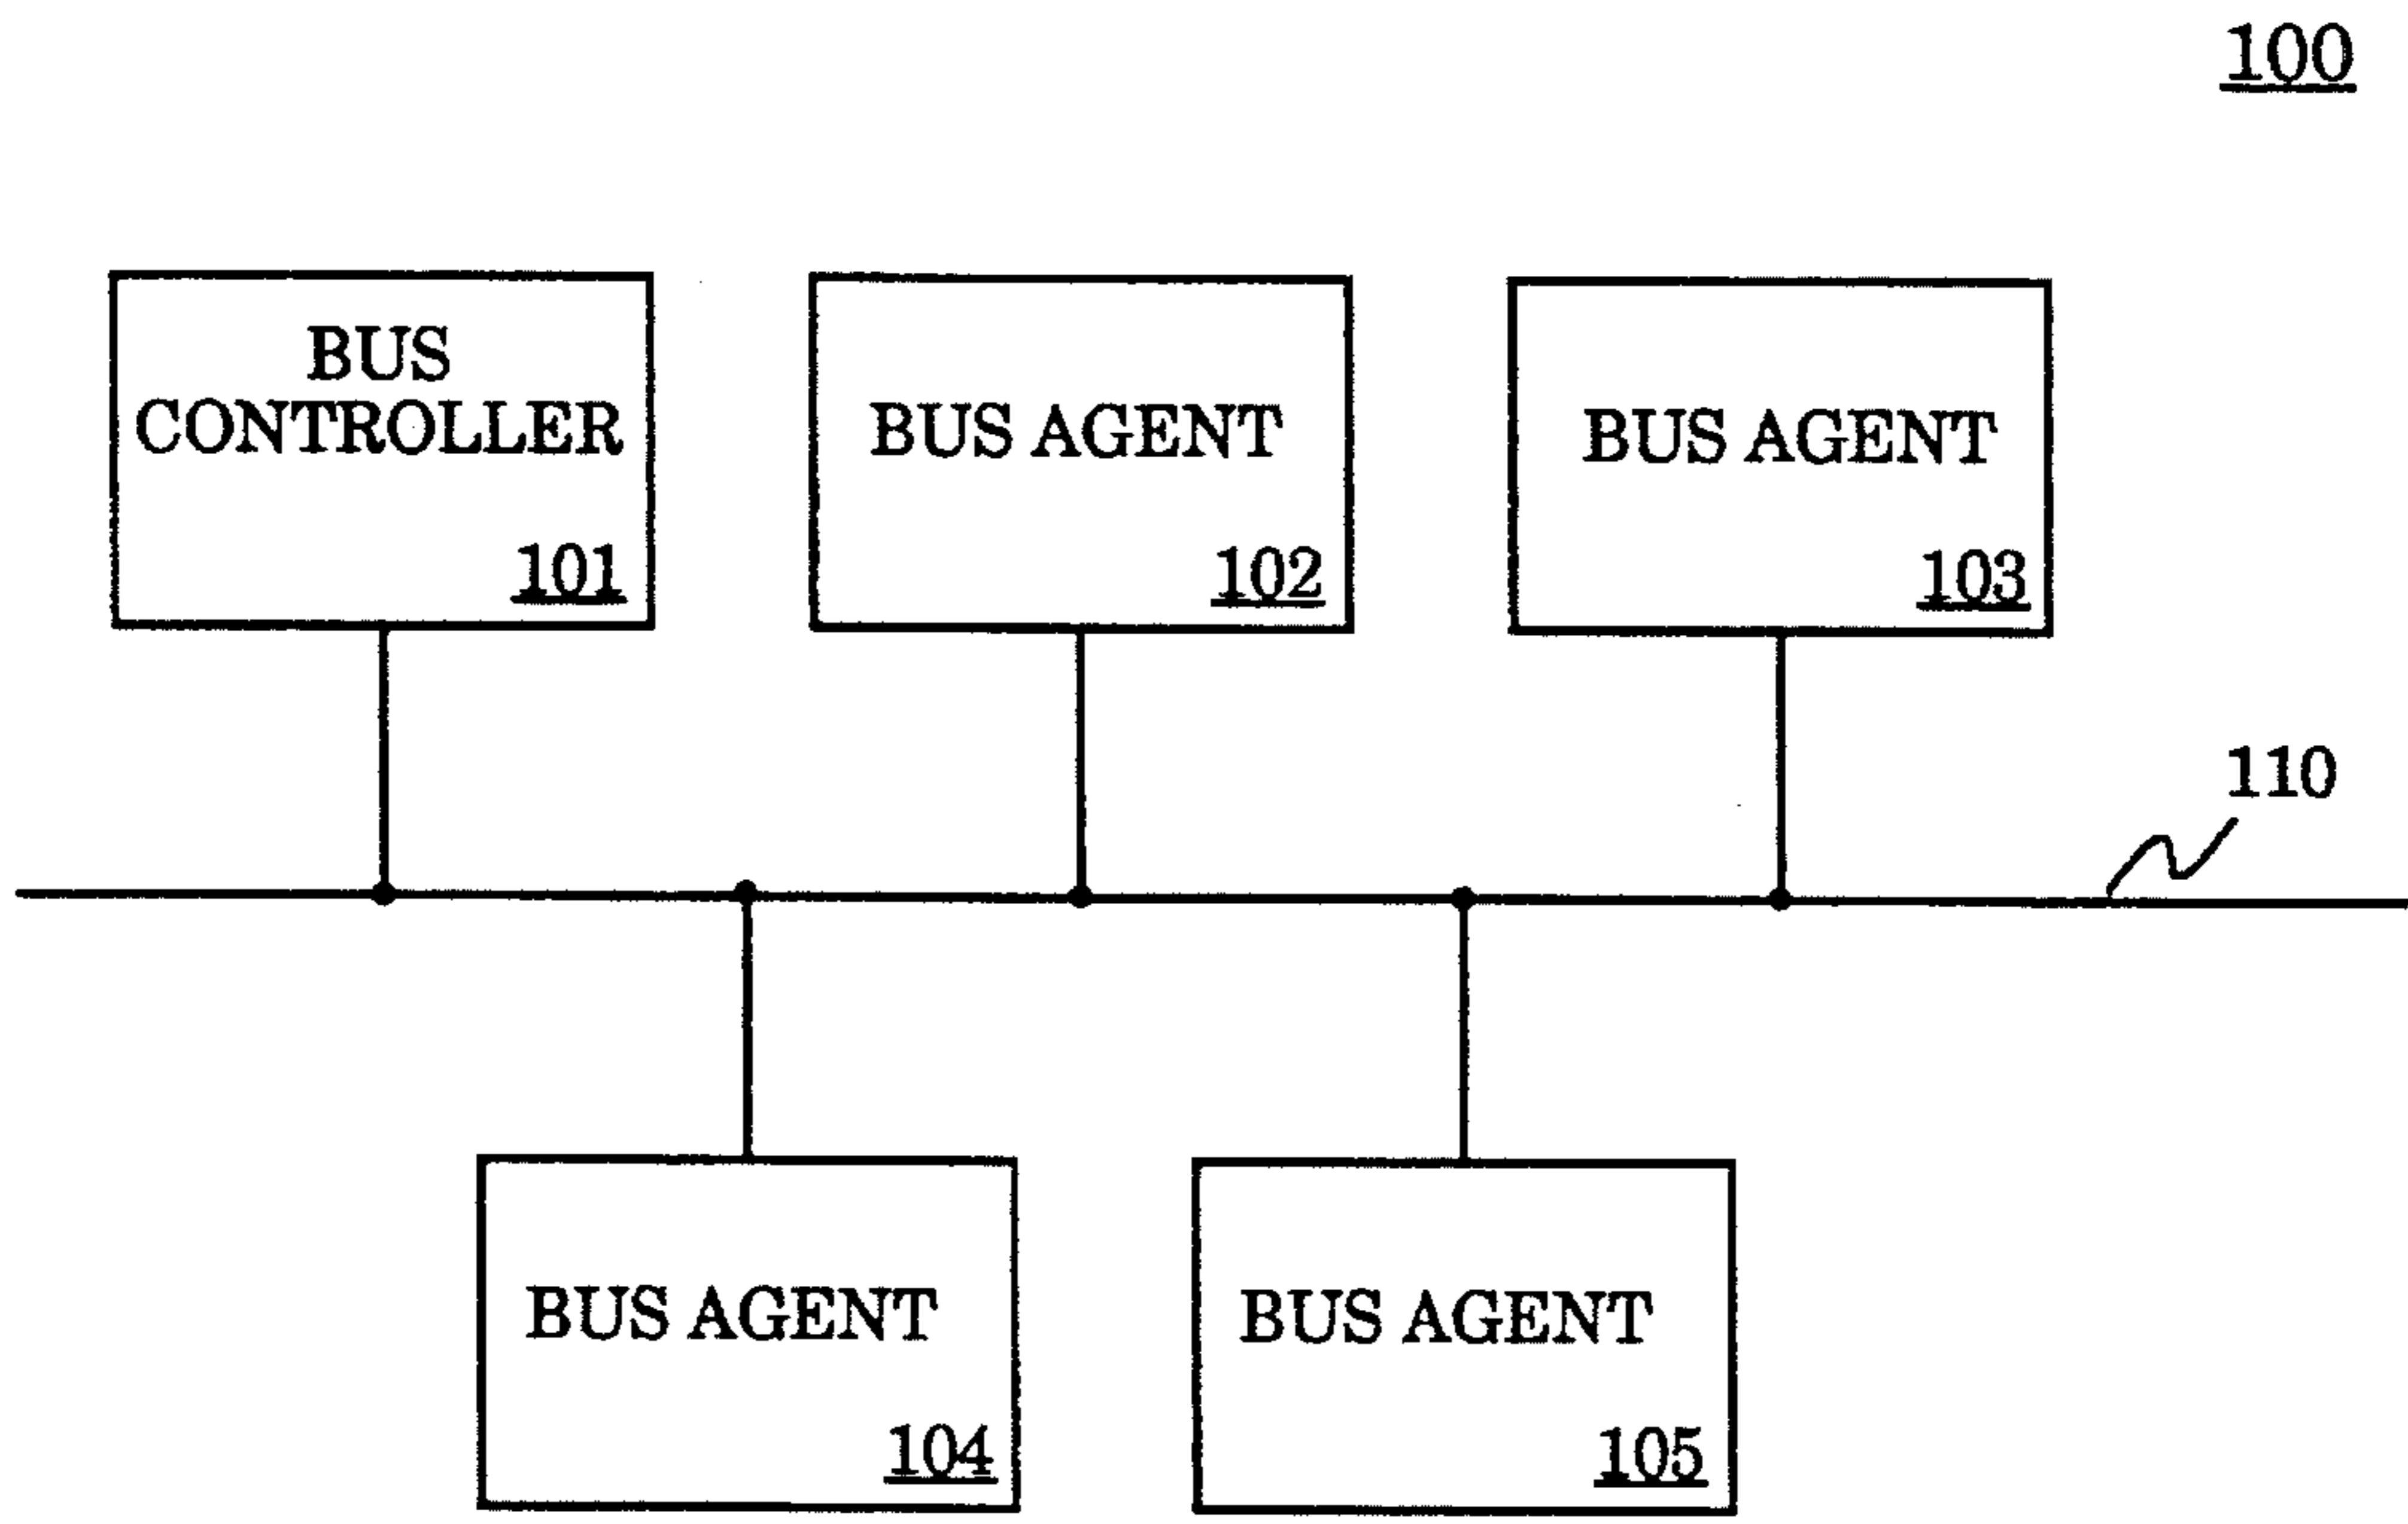 100
BUS
CONTROLLER
101
BUS AGENT
102
BUS AGENT
103
110
BUS AGENT
104
BUS AGENT
105